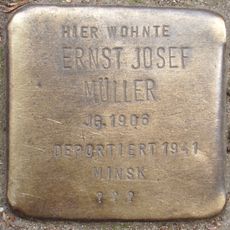 HIER WOHNTE
ERNST JOSEF
MÜLLER
JG. 1906
DEPORTIERT 1941
MINSK
???